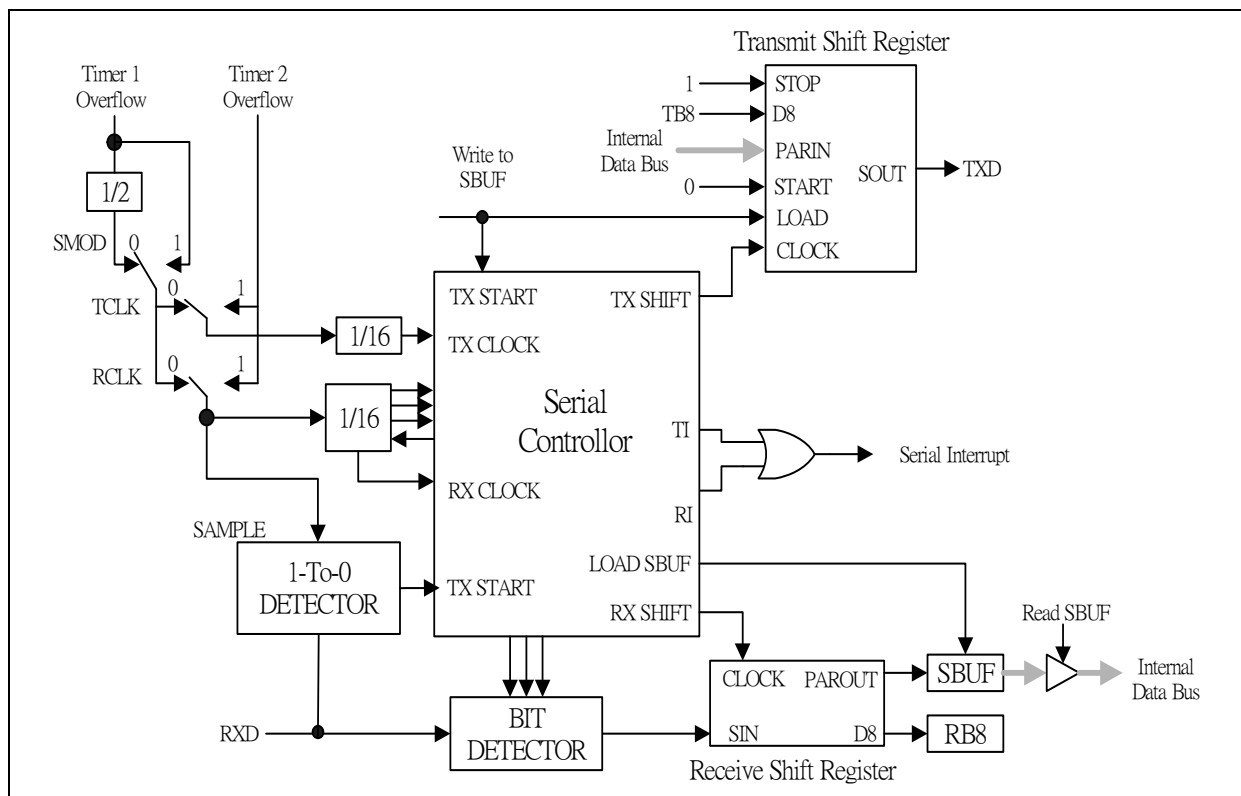 Transmit Shift Register
Timer 1
Overflow
Timer 2
Overflow
1
STOP
TB8
D8
Internal
Data Bus
PARIN
SOUT
TXD
0
START
Write to
SBUF
LOAD
CLOCK
1/2
SMOD
0
1
TCLK
0
1
RCLK
0
1
1/16
1/16
TX START
TX SHIFT
TX CLOCK
Serial
Controllor
TI
Serial Interrupt
RX CLOCK
RI
SAMPLE
1-To-0
DETECTOR
TX START
LOAD SBUF
RX SHIFT
Read SBUF
CLOCK
PAROUT
SBUF
Internal
Data Bus
RXD
BIT
DETECTOR
SIN
D8
RB8
Receive Shift Register